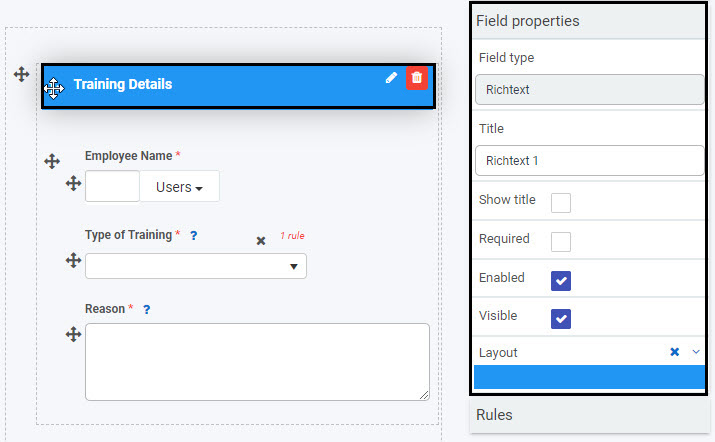 Training Details
Employee Name *
Users
Type of Training * ?
1 rule
Reason * ?
Field properties
Field type
Richtext
Title
Richtext 1
Show title
Required
Enabled
Visible
Layout
Rules